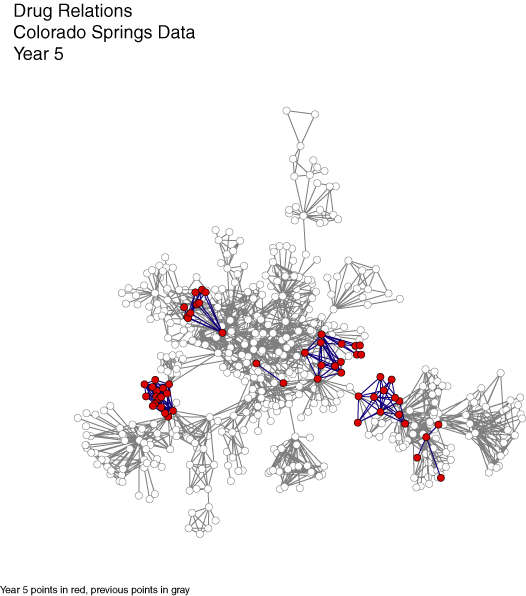 Drug Relations
Colorado Springs Data
Year 5
Year 5 points in red, previous points in gray